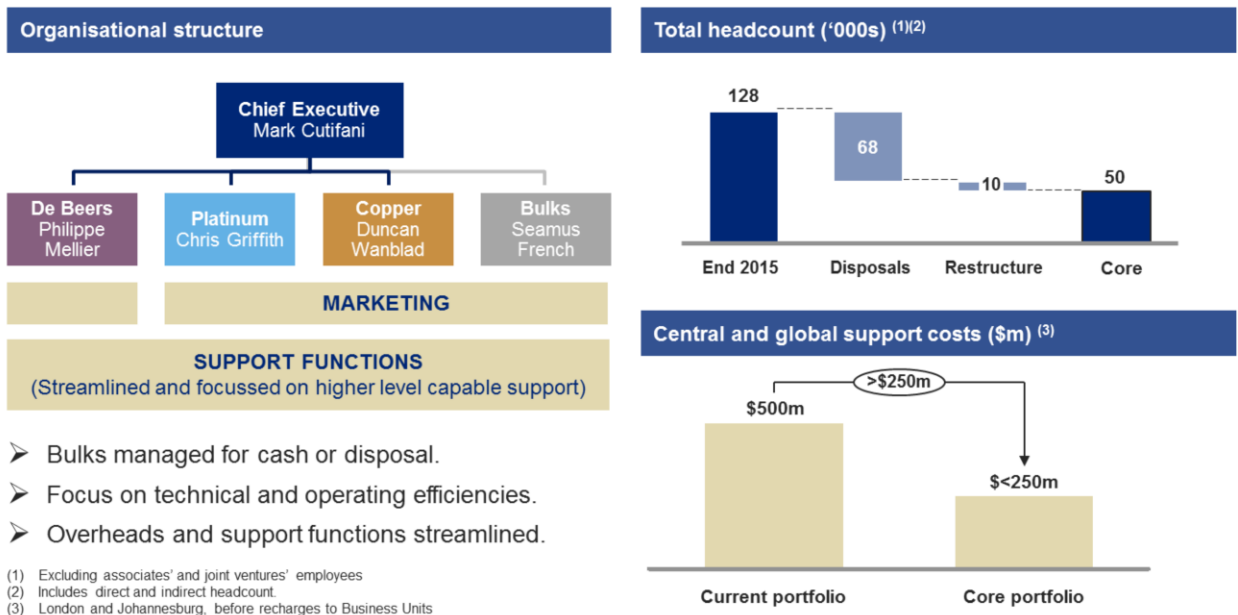 Organisational structure
Chief Executive
Mark Cutifani
De Beers
Philippe
Mellier
Platinum
Chris Griffith
Copper
Duncan
Wanblad
Bulks
Seamus
French
MARKETING
SUPPORT FUNCTIONS
(Streamlined and focussed on higher level capable support)
➢ Bulks managed for cash or disposal.
➢ Focus on technical and operating efficiencies.
➢ Overheads and support functions streamlined.
(1) Excluding associates’ and joint ventures’ employees
(2) Includes direct and indirect headcount.
(3) London and Johannesburg, before recharges to Business Units
Total headcount (‘000s) (1)(2)
128
68
10
50
End 2015 Disposals Restructure Core
Central and global support costs ($m) (3)
>$250m
$500m
$<250m
Current portfolio Core portfolio